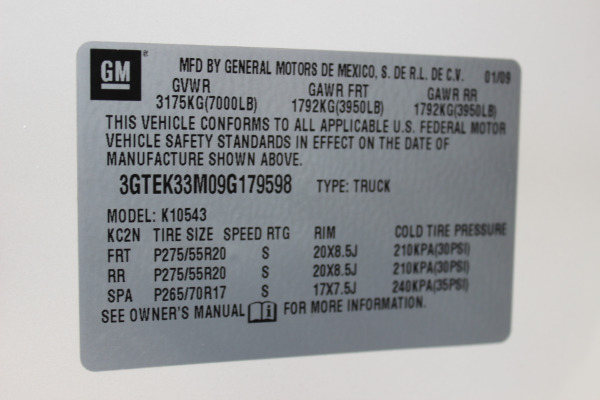 GM
MFD BY GENERAL MOTORS DE MEXICO, S. DE R.L. DE C.V. 01/09
GVWR GAWR FRT GAWR RR
3175KG(7000LB) 1792KG(3950LB) 1792KG(3950LB)
THIS VEHICLE CONFORMS TO ALL APPLICABLE U.S. FEDERAL MOTOR
VEHICLE SAFETY STANDARDS IN EFFECT ON THE DATE OF
MANUFACTURE SHOWN ABOVE.
3GTEK33M09G179598 TYPE: TRUCK
MODEL: K10543
KC2N TIRE SIZE SPEED RTG RIM COLD TIRE PRESSURE
FRT P275/55R20 S 20X8.5J 210KPA(30PSI)
RR P275/55R20 S 20X8.5J 210KPA(30PSI)
SPA P265/70R17 S 17X7.5J 240KPA(35PSI)
SEE OWNER'S MANUAL FOR MORE INFORMATION.